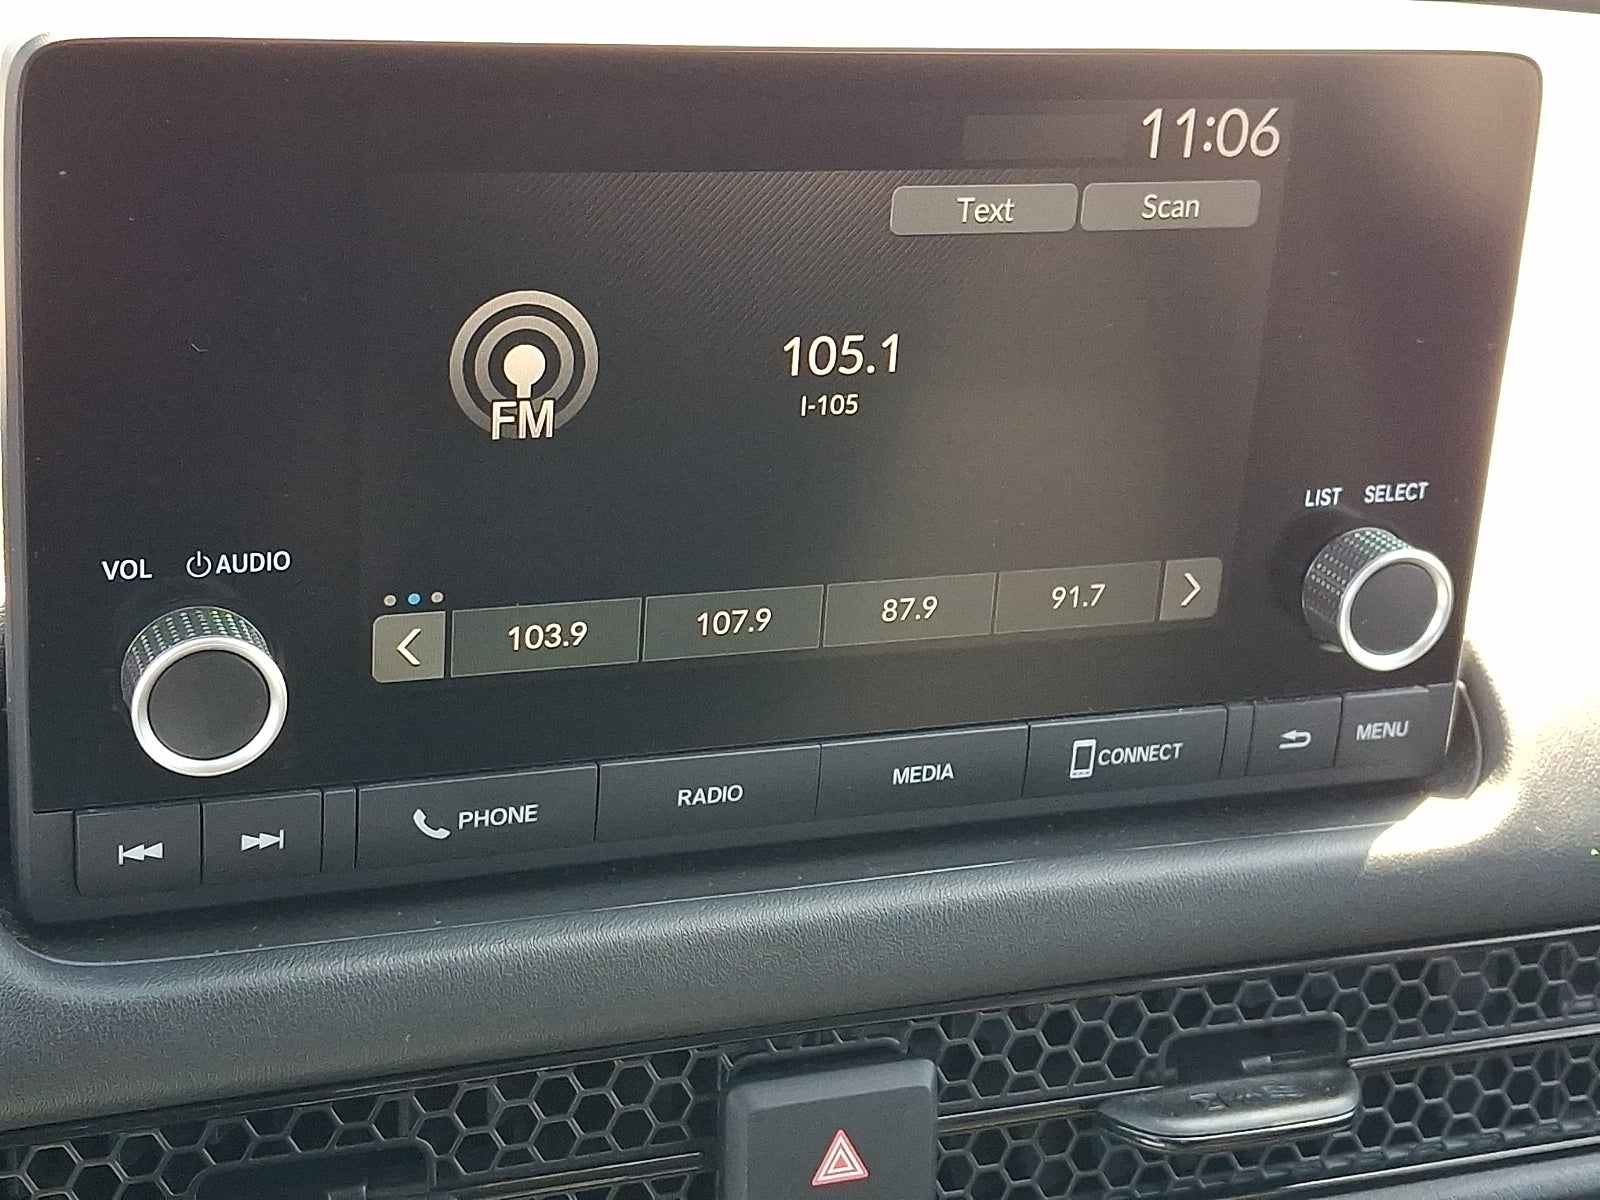 11:06
Text Scan
FM
105.1
I-105
LIST SELECT
VOL AUDIO
103.9 107.9 87.9 91.7
PHONE RADIO MEDIA CONNECT MENU